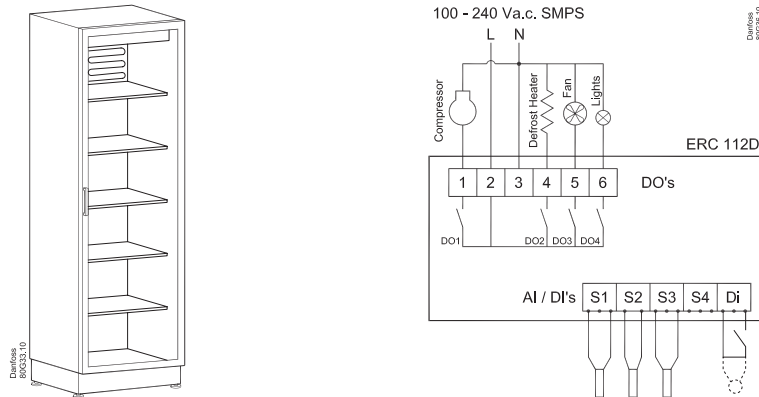 100 - 240 Va.c. SMPS
L N
Compressor
Defrost Heater
Fan
Lights
ERC 112D
1 2 3 4 5 6 DO's
DO1 DO2 DO3 DO4
AI / DI's S1 S2 S3 S4 Di
Danfoss
80G33.10
Danfoss